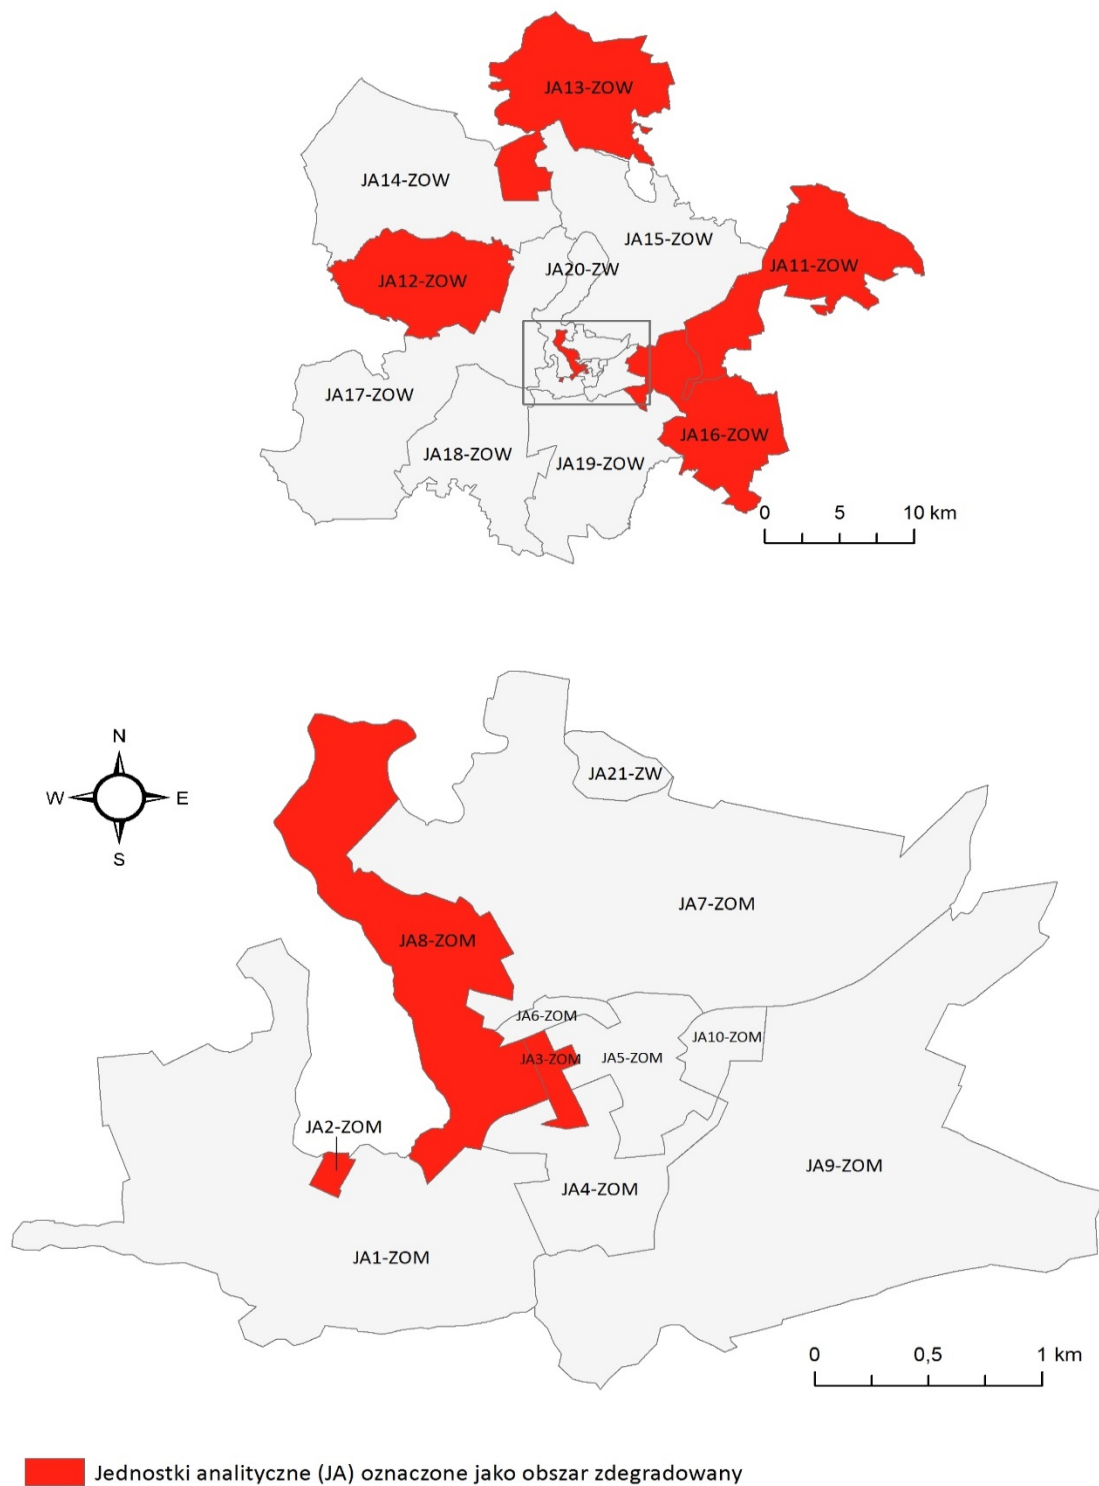 JA13-ZOW
JA14-ZOW
JA15-ZOW
JA20-ZW
JA11-ZOW
JA12-ZOW
JA17-ZOW
JA16-ZOW
JA18-ZOW
JA19-ZOW
0 5 10 km
N
W E
S
JA21-ZW
JA7-ZOM
JA8-ZOM
JA6-ZOM
JA10-ZOM
JA3-ZOM
JA5-ZOM
JA2-ZOM
JA9-ZOM
JA4-ZOM
JA1-ZOM
0 0,5 1 km
Jednostki analityczne (JA) oznaczone jako obszar zdegradowany